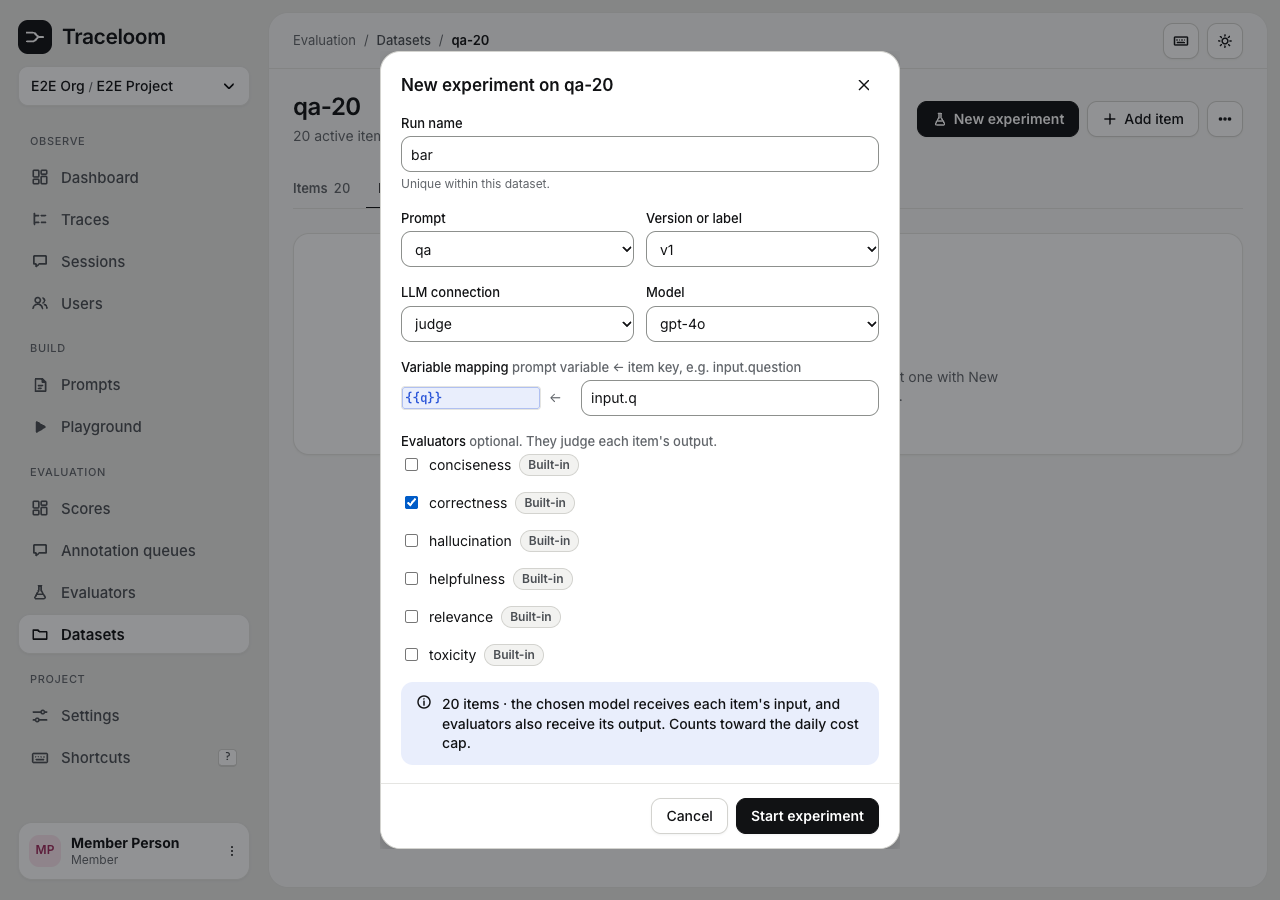 Traceloom
E2E Org / E2E Project
OBSERVE
Dashboard
Traces
Sessions
Users
BUILD
Prompts
Playground
EVALUATION
Scores
Annotation queues
Evaluators
Datasets
PROJECT
Settings
Shortcuts ?
MP
Member Person
Member
Evaluation / Datasets / qa-20
qa-20
20 active
New experiment
Add item
Items 20
t one with New
New experiment on qa-20
Run name
bar
Unique within this dataset.
Prompt
Version or label
qa
v1
LLM connection
Model
judge
gpt-4o
Variable mapping prompt variable ← item key, e.g. input.question
{{q}} ← input.q
Evaluators optional. They judge each item's output.
conciseness Built-in
correctness Built-in
hallucination Built-in
helpfulness Built-in
relevance Built-in
toxicity Built-in
20 items · the chosen model receives each item's input, and
evaluators also receive its output. Counts toward the daily cost
cap.
Cancel
Start experiment